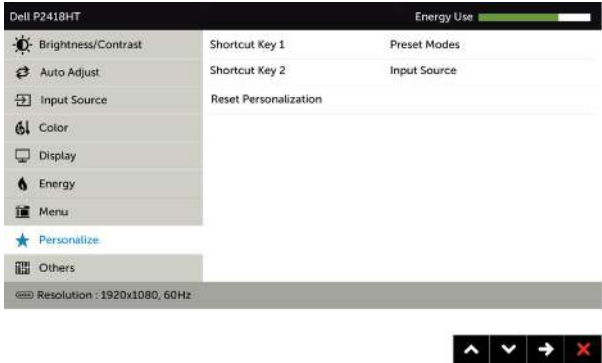 Dell P2418HT Energy Use
Brightness/Contrast Shortcut Key 1 Preset Modes
Auto Adjust Shortcut Key 2 Input Source
Input Source Reset Personalization
Color
Display
Energy
Menu
Personalize
Others
Resolution : 1920x1080, 60Hz